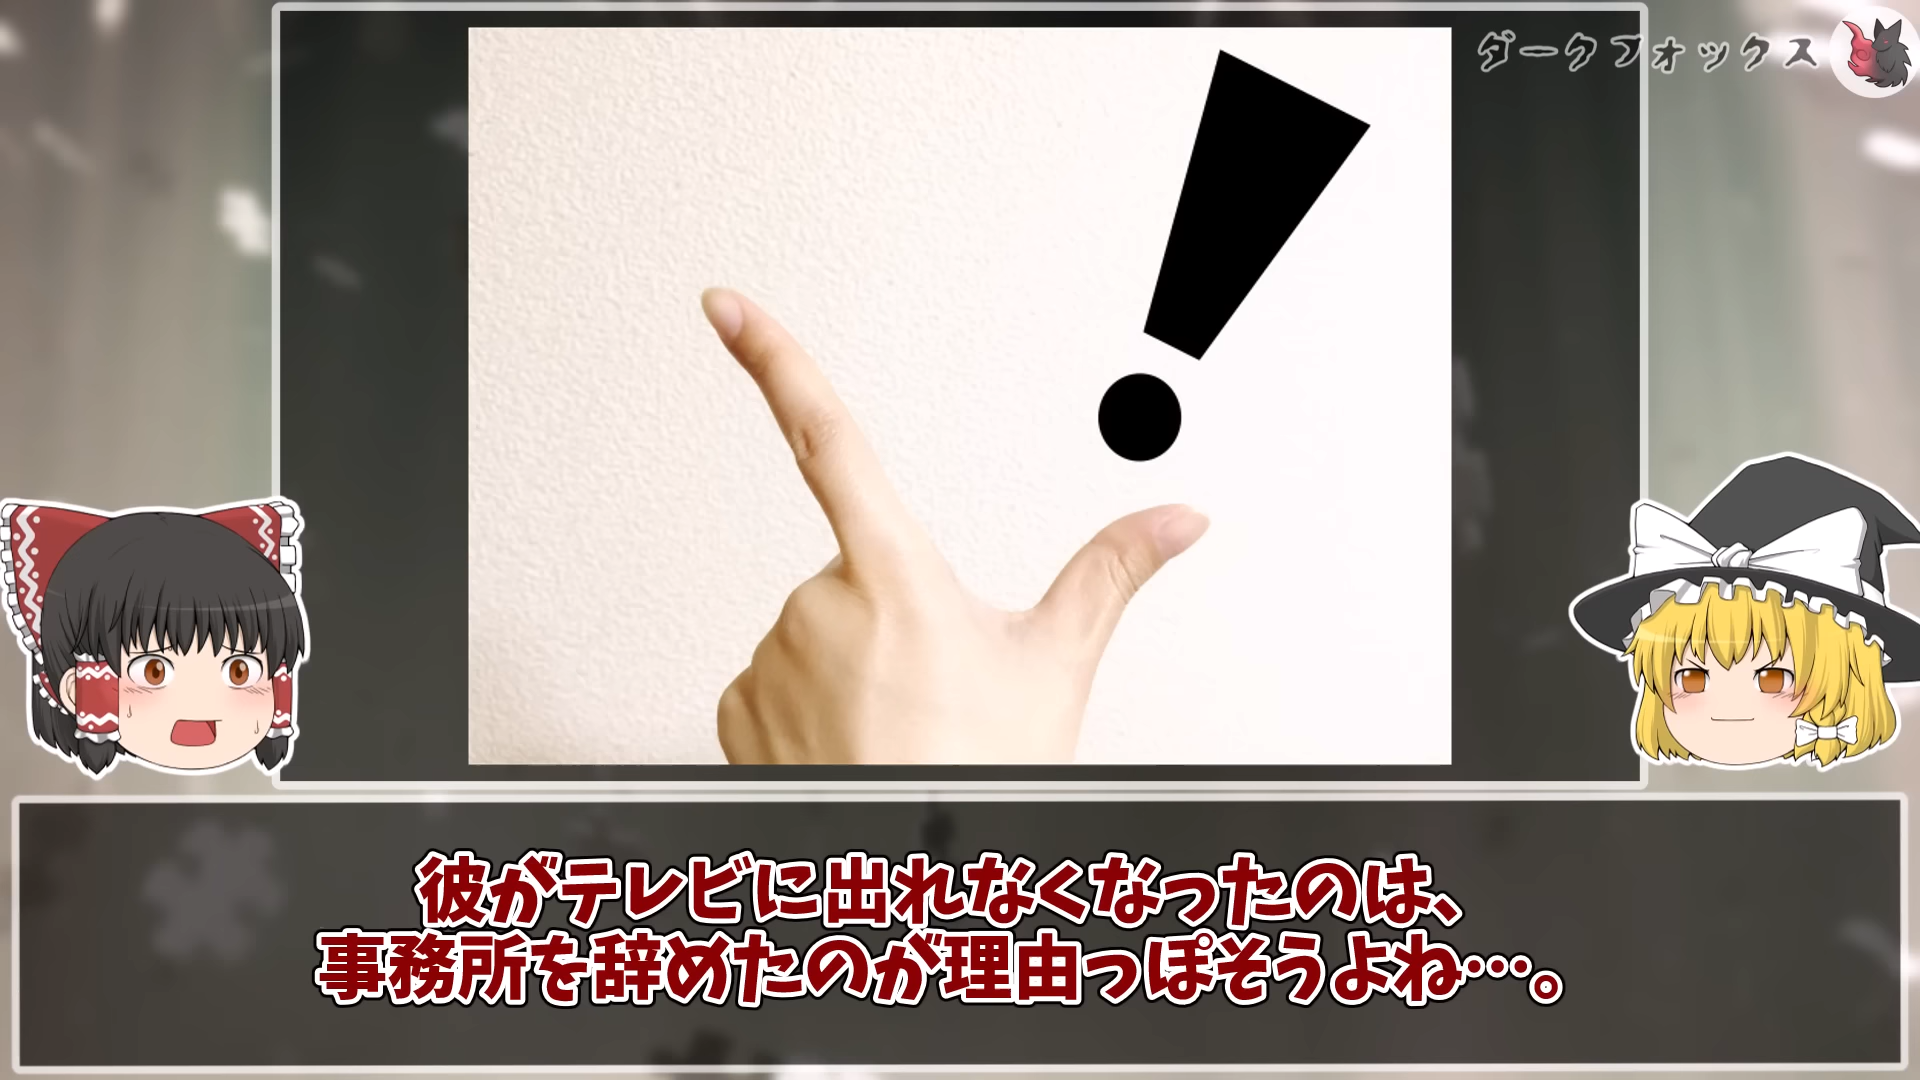 ダークフォックス
!
彼がテレビに出れなくなったのは、
事務所を辞めたのが理由っぽそうよね…。